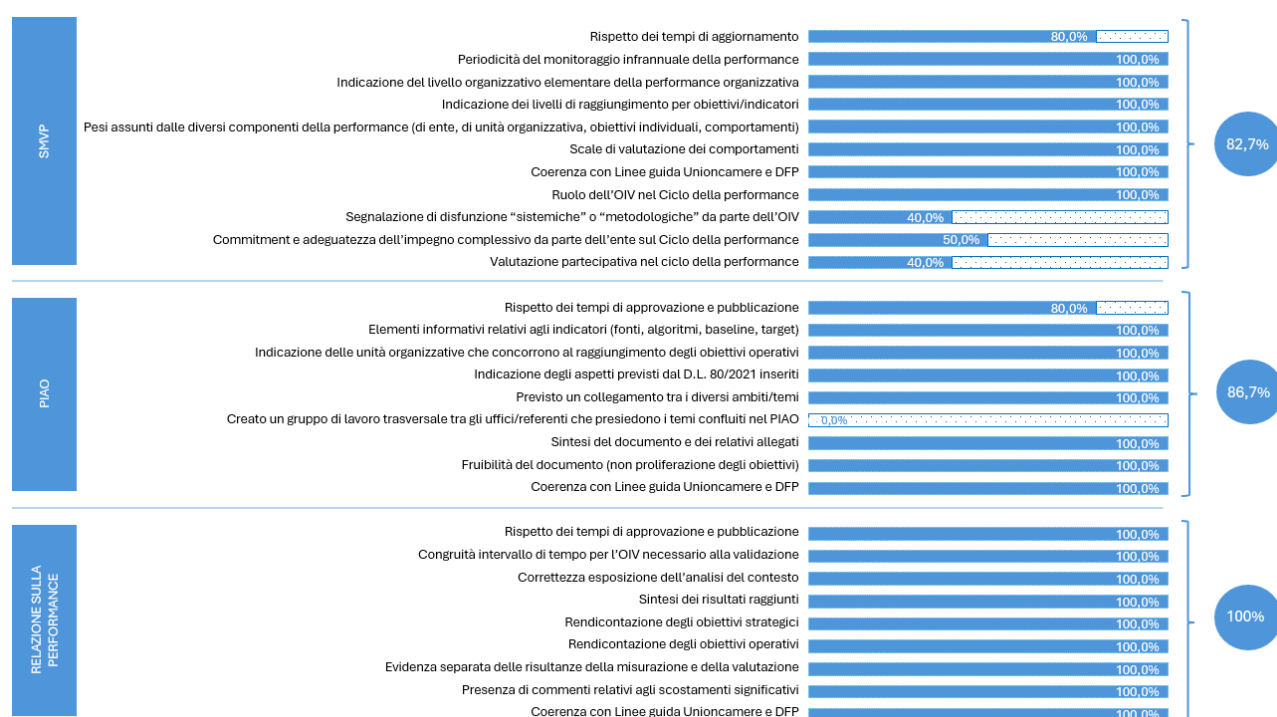 SMVP
Rispetto dei tempi di aggiornamento 80,0%
Periodicità del monitoraggio infrannuale della performance 100,0%
Indicazione del livello organizzativo elementare della performance organizzativa 100,0%
Indicazione dei livelli di raggiungimento per obiettivi/indicatori 100,0%
Pesi assunti dalle diversi componenti della performance (di ente, di unità organizzativa, obiettivi individuali, comportamenti) 100,0%
Scale di valutazione dei comportamenti 100,0%
Coerenza con Linee guida Unioncamere e DFP 100,0%
Ruolo dell'OIV nel Ciclo della performance 100,0%
Segnalazione di disfunzione “sistemiche” o “metodologiche” da parte dell'OIV 40,0%
Commitment e adeguatezza dell'impegno complessivo da parte dell'ente sul Ciclo della performance 50,0%
Valutazione partecipativa nel ciclo della performance 40,0%
82,7%
PIAO
Rispetto dei tempi di approvazione e pubblicazione 80,0%
Elementi informativi relativi agli indicatori (fonti, algoritmi, baseline, target) 100,0%
Indicazione delle unità organizzative che concorrono al raggiungimento degli obiettivi operativi 100,0%
Indicazione degli aspetti previsti dal D.L. 80/2021 inseriti 100,0%
Previsto un collegamento tra i diversi ambiti/temi 100,0%
Creato un gruppo di lavoro trasversale tra gli uffici/referenti che presiedono i temi confluiti nel PIAO 0,0%
Sintesi del documento e dei relativi allegati 100,0%
Fruibilità del documento (non proliferazione degli obiettivi) 100,0%
Coerenza con Linee guida Unioncamere e DFP 100,0%
86,7%
RELAZIONE SULLA
PERFORMANCE
Rispetto dei tempi di approvazione e pubblicazione 100,0%
Congruità intervallo di tempo per l'OIV necessario alla validazione 100,0%
Correttezza esposizione dell'analisi del contesto 100,0%
Sintesi dei risultati raggiunti 100,0%
Rendicontazione degli obiettivi strategici 100,0%
Rendicontazione degli obiettivi operativi 100,0%
Evidenza separata delle risultanze della misurazione e della valutazione 100,0%
Presenza di commenti relativi agli scostamenti significativi 100,0%
Coerenza con Linee guida Unioncamere e DFP 100,0%
100%